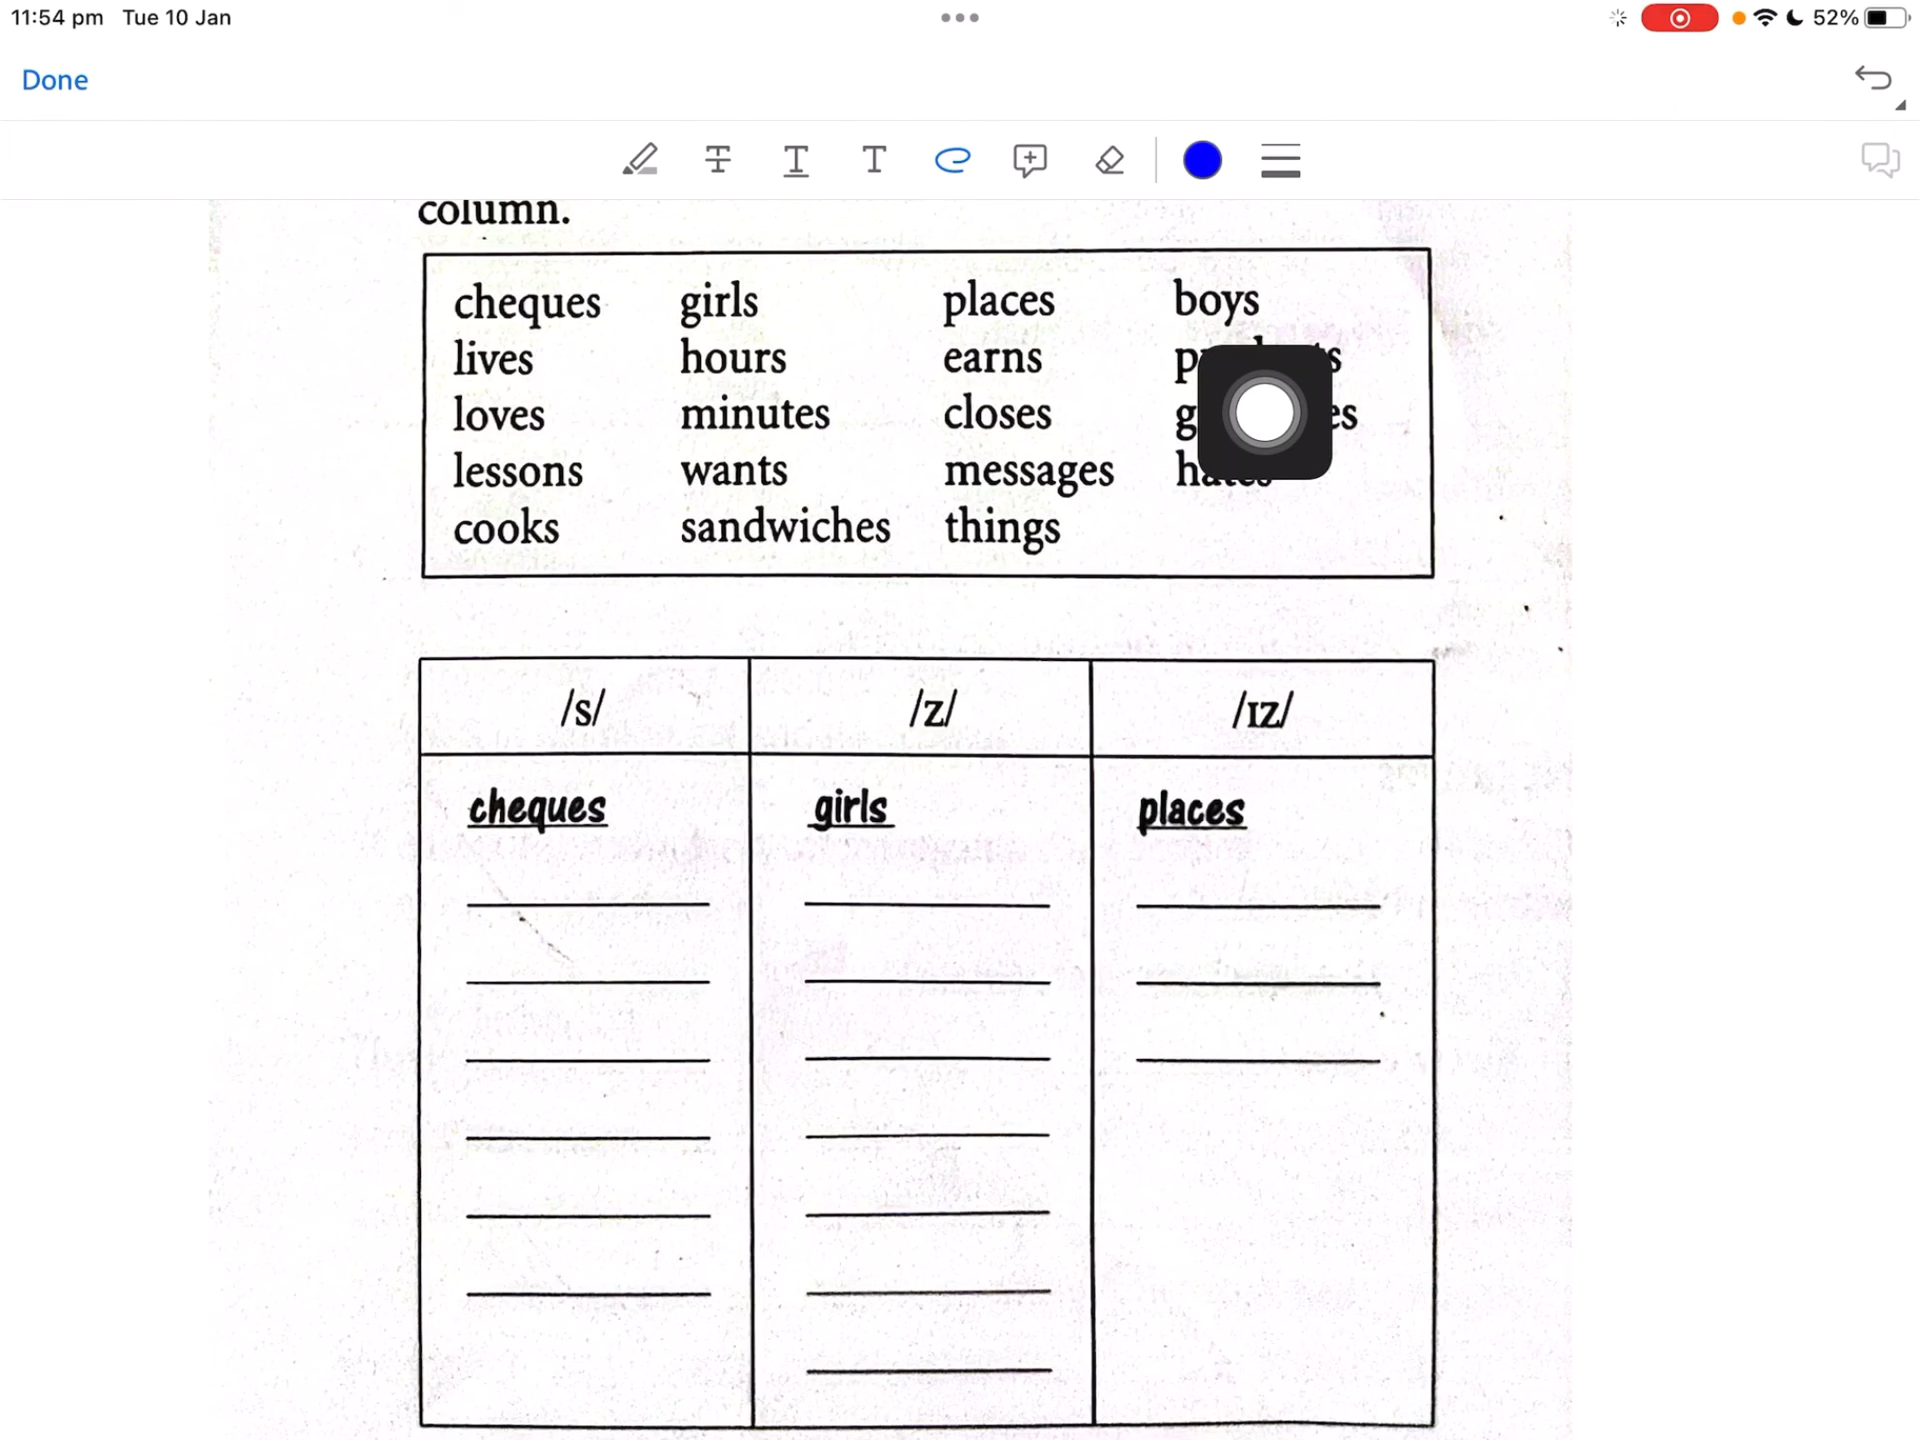 11:54 pm Tue 10 Jan
52%
Done
column.
cheques girls places boys
lives hours earns
loves minutes closes
lessons wants messages
cooks sandwiches things
/s/ /z/ /ɪz/
cheques girls places